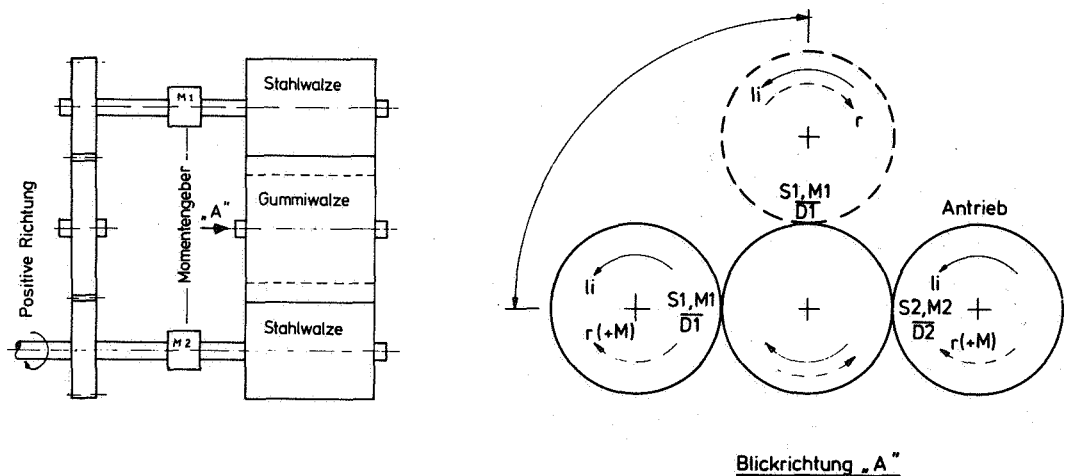 Positive Richtung
M1
Stahlwalze
Momentengeber
„A"
Gummiwalze
M2
Stahlwalze
li
r
S1,M1
D1
Antrieb
li
S1,M1
D1
r(+M)
li
S2,M2
D2
r(+M)
Blickrichtung „A"